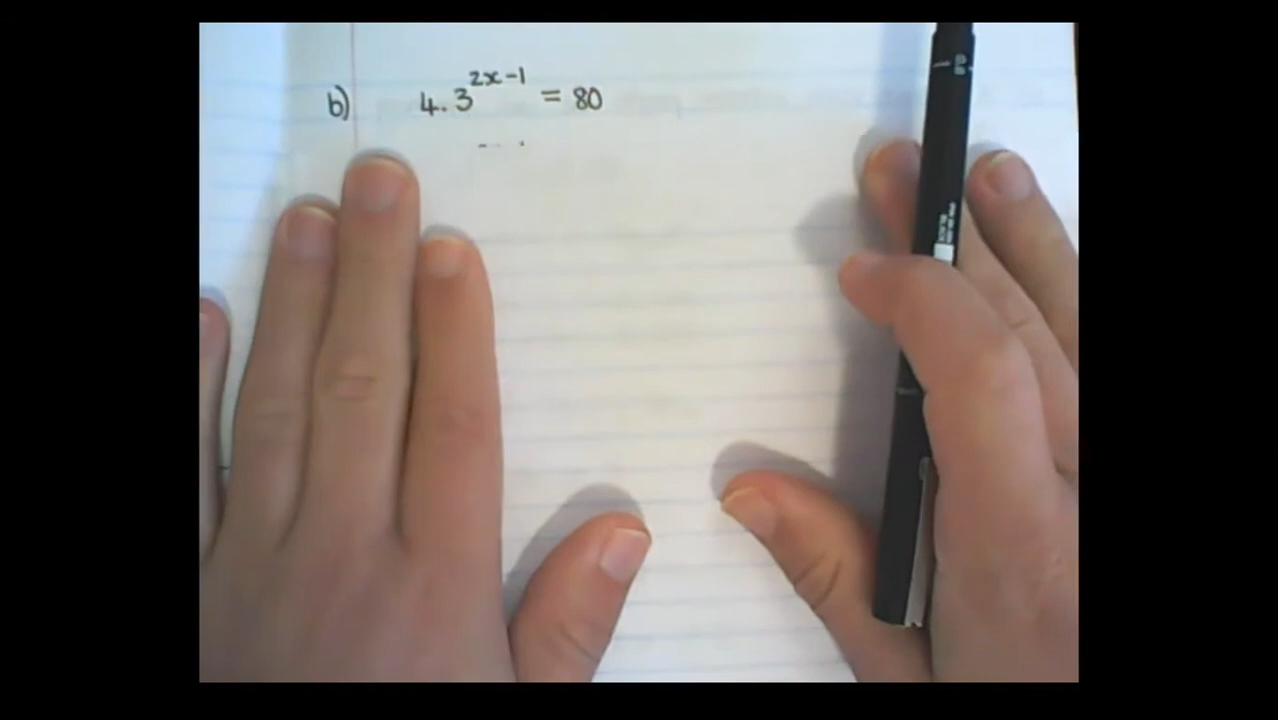 b) 4.3^{2x-1} = 80